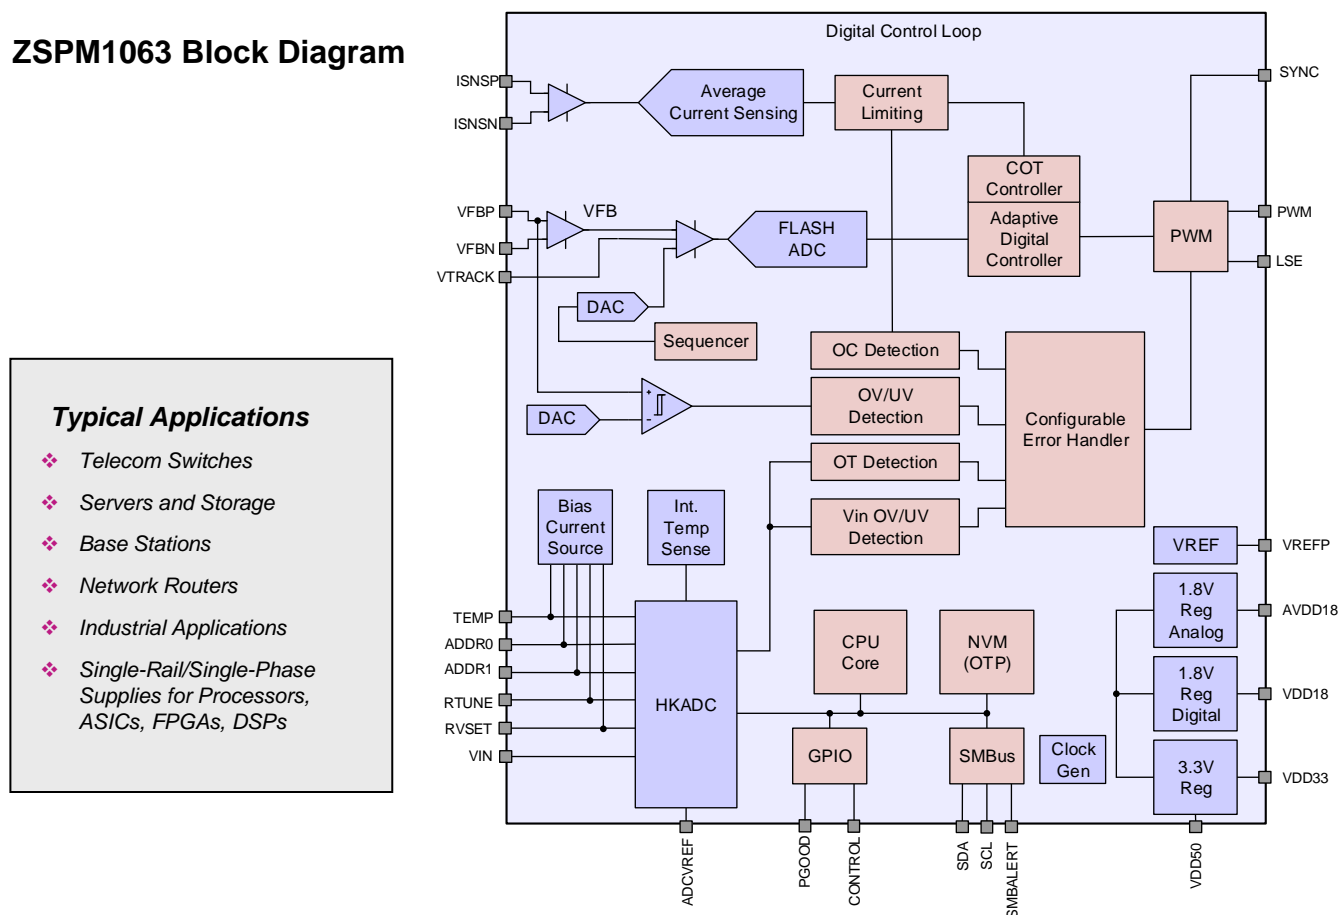 ZSPM1063 Block Diagram
Digital Control Loop
ISNSP
ISNSN
Average
Current Sensing
Current
Limiting
SYNC
COT
Controller
VFBP
VFBN
VTRACK
VFB
FLASH
ADC
Adaptive
Digital
Controller
PWM
PWM
LSE
DAC
Sequencer
OC Detection
DAC
+
-
OV/UV
Detection
Configurable
Error Handler
OT Detection
Vin OV/UV
Detection
Bias
Current
Source
Int.
Temp
Sense
VREF
VREFP
1.8V
Reg
Analog
AVDD18
TEMP
ADDR0
ADDR1
RTUNE
RVSET
VIN
HKADC
CPU
Core
NVM
(OTP)
1.8V
Reg
Digital
VDD18
GPIO
SMBus
Clock
Gen
3.3V
Reg
VDD33
ADCVREF
PGOOD
CONTROL
SDA
SCL
SMBALERT
VDD50
Typical Applications
Telecom Switches
Servers and Storage
Base Stations
Network Routers
Industrial Applications
Single-Rail/Single-Phase
Supplies for Processors,
ASICs, FPGAs, DSPs